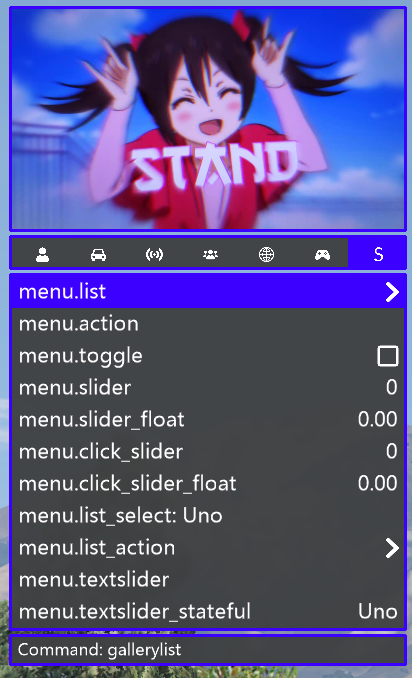 STAND
S
menu.list
menu.action
menu.toggle
menu.slider 0
menu.slider_float 0.00
menu.click_slider 0
menu.click_slider_float 0.00
menu.list_select: Uno
menu.list_action
menu.textslider
menu.textslider_stateful Uno
Command: gallerylist